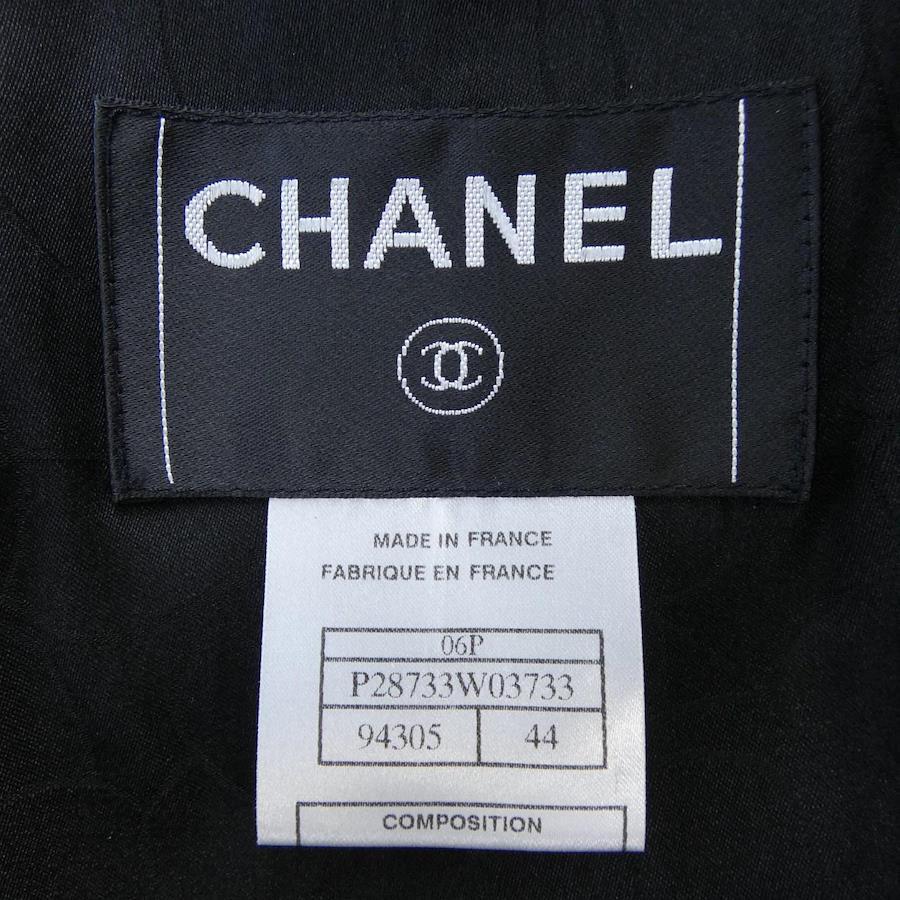 CHANEL
MADE IN FRANCE
FABRIQUE EN FRANCE
06P
P28733W03733
94305 44
COMPOSITION